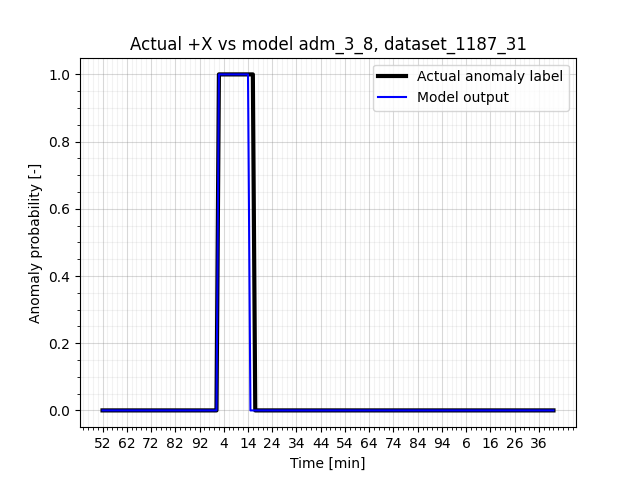 Actual +X vs model adm_3_8, dataset_1187_31
Actual anomaly label
Model output
Anomaly probability [-]
1.0
0.8
0.6
0.4
0.2
0.0
52 62 72 82 92 4 14 24 34 44 54 64 74 84 94 6 16 26 36
Time [min]